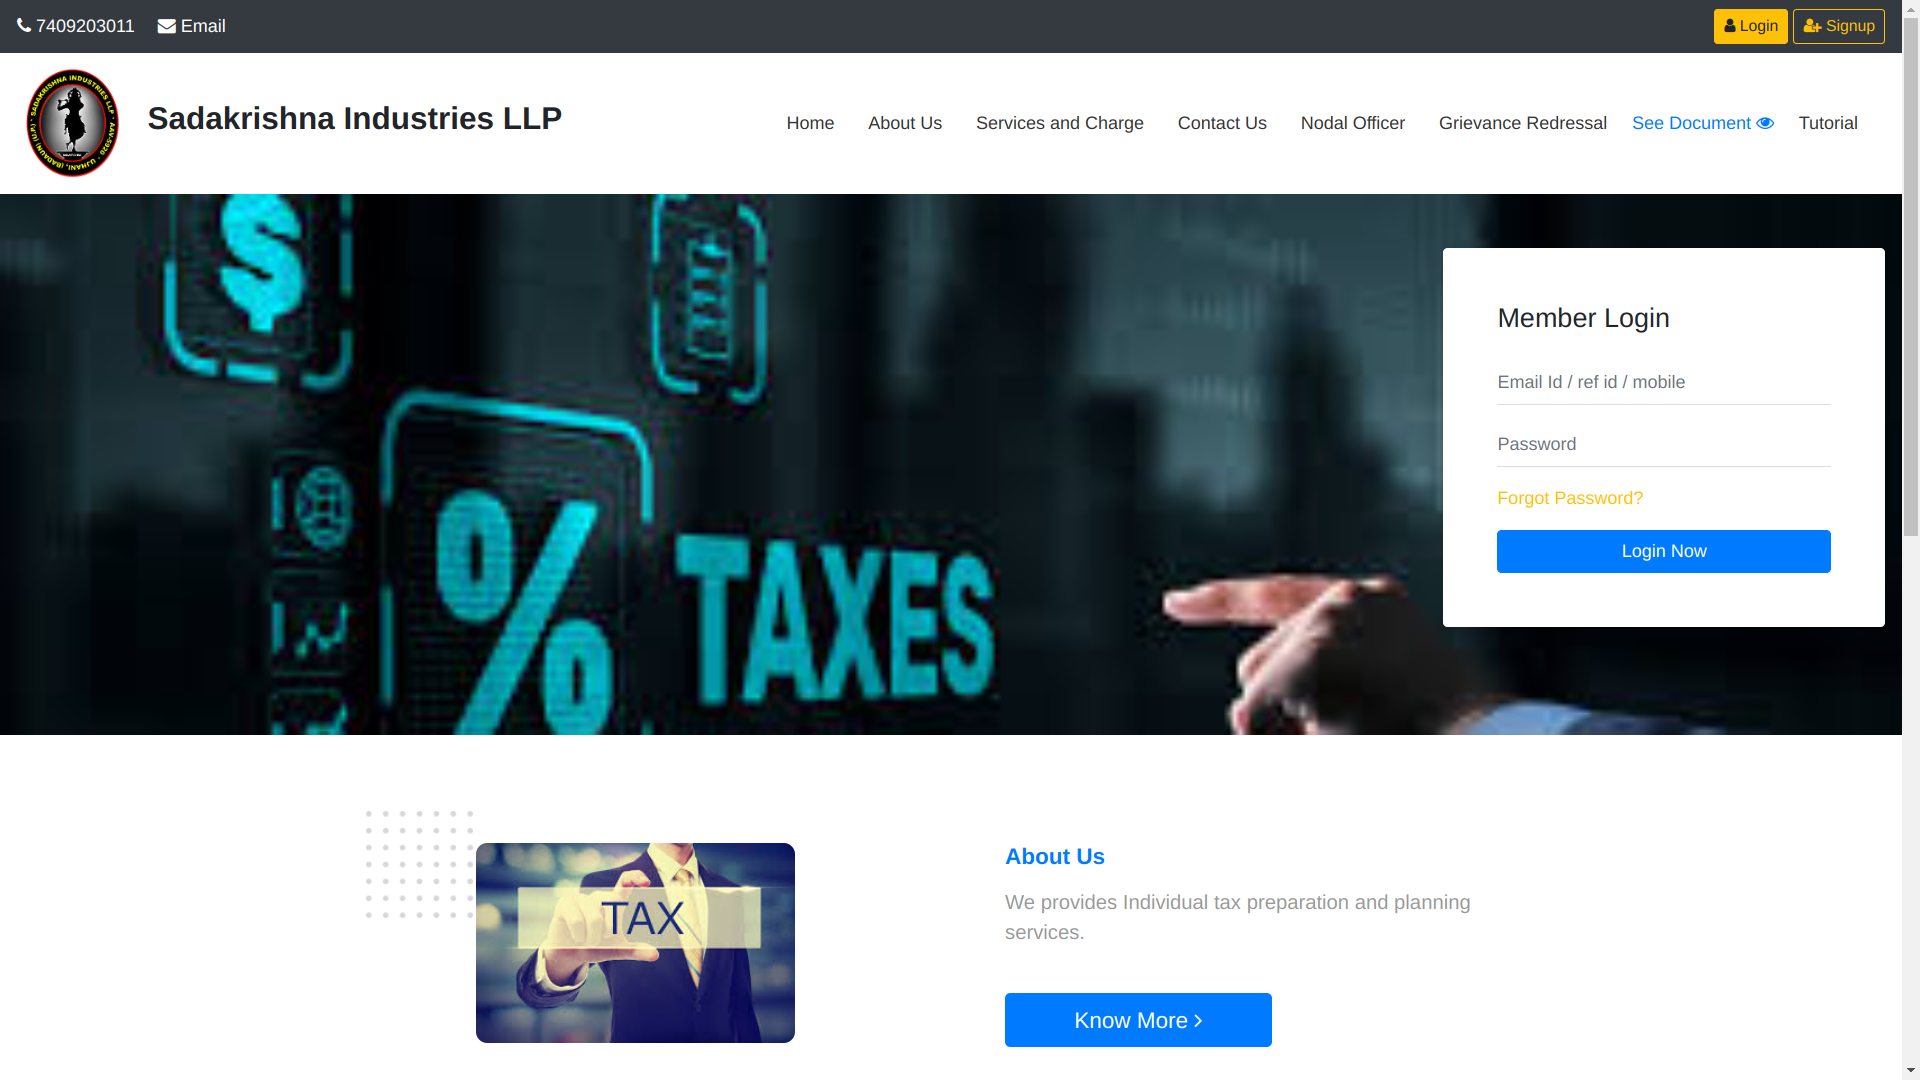 7409203011 Email Login Signup
SADAKRISHNA INDUSTRIES LLP
UJHANI, (BADAUN) (U.P.)
Sadakrishna Industries LLP
Home About Us Services and Charge Contact Us Nodal Officer Grievance Redressal See Document Tutorial
$
% TAXES
Member Login
Email Id / ref id / mobile
Password
Forgot Password?
Login Now
TAX
About Us
We provides Individual tax preparation and planning
services.
Know More